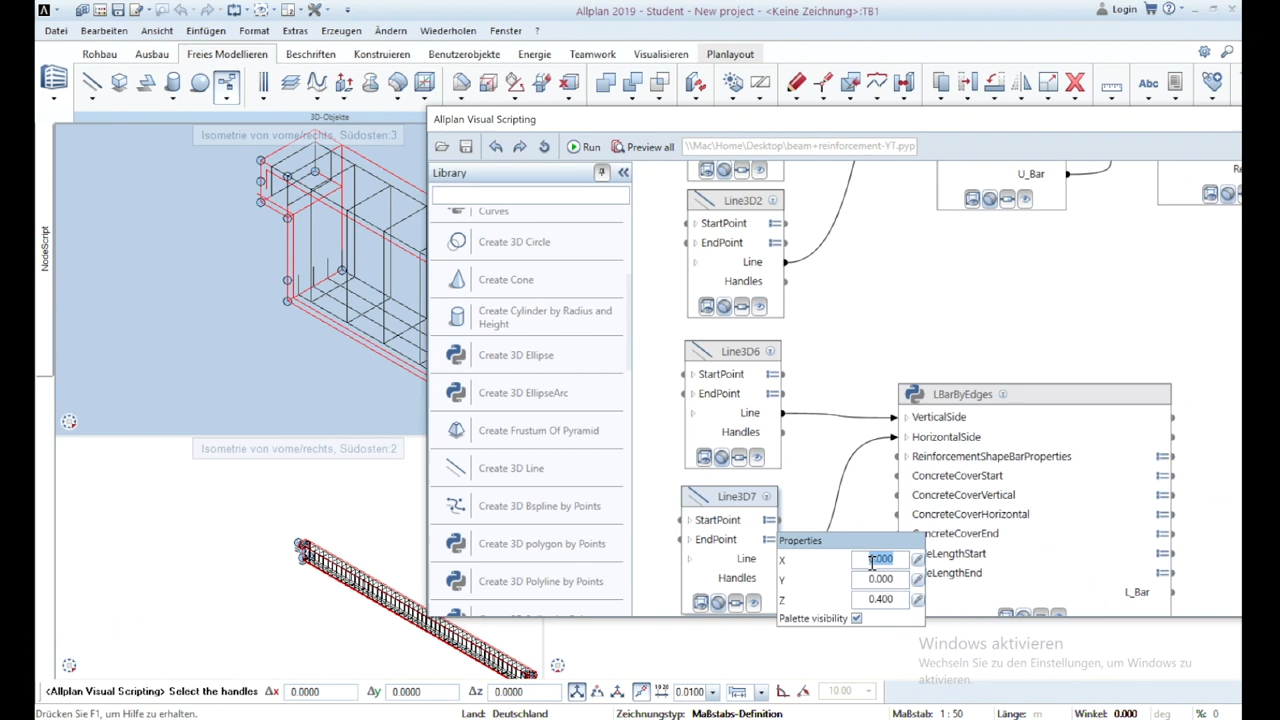 Allplan 2019 - Student - New project - <Keine Zeichnung>:TB1
Login
Datei Bearbeiten Ansicht Einfügen Format Extras Erzeugen Ändern Wiederholen Fenster ?
Rohbau Ausbau Freies Modellieren Beschriften Konstruieren Benutzerobjekte Energie Teamwork Visualisieren Planlayout
Abc
3D-Objekte
Allplan Visual Scripting
Isometrie von vorne/rechts, Südosten:3
Run Preview all \\Mac\Home\Desktop\beam+reinforcement-YT.pyp
Library
Curves
Create 3D Circle
Create Cone
Create Cylinder by Radius and
Height
Create 3D Ellipse
Create 3D EllipseArc
Create Frustum Of Pyramid
Create 3D Line
Create 3D Bspline by Points
Create 3D polygon by Points
Create 3D Polyline by Points
NodeScript
Isometrie von vorne/rechts, Südosten:2
U_Bar
Line3D2
StartPoint
EndPoint
Line
Handles
Line3D6
StartPoint
EndPoint
Line
Handles
Line3D7
StartPoint
EndPoint
Line
Handles
LBarByEdges
VerticalSide
HorizontalSide
ReinforcementShapeBarProperties
ConcreteCoverStart
ConcreteCoverVertical
ConcreteCoverHorizontal
ConcreteCoverEnd
eLengthStart
eLengthEnd
L_Bar
Properties
X
Y 0.000
Z 0.400
Palette visibility
Windows aktivieren
Wechseln Sie zu den Einstellungen, um Windows zu
aktivieren.
<Allplan Visual Scripting> Select the handles Δx 0.0000 Δy 0.0000 Δz 0.0000 0.0100 10.00
Drücken Sie F1, um Hilfe zu erhalten. Land: Deutschland Zeichnungstyp: Maßstabs-Definition Maßstab: 1 : 50 Länge: m Winkel: 0.000 deg %: 0